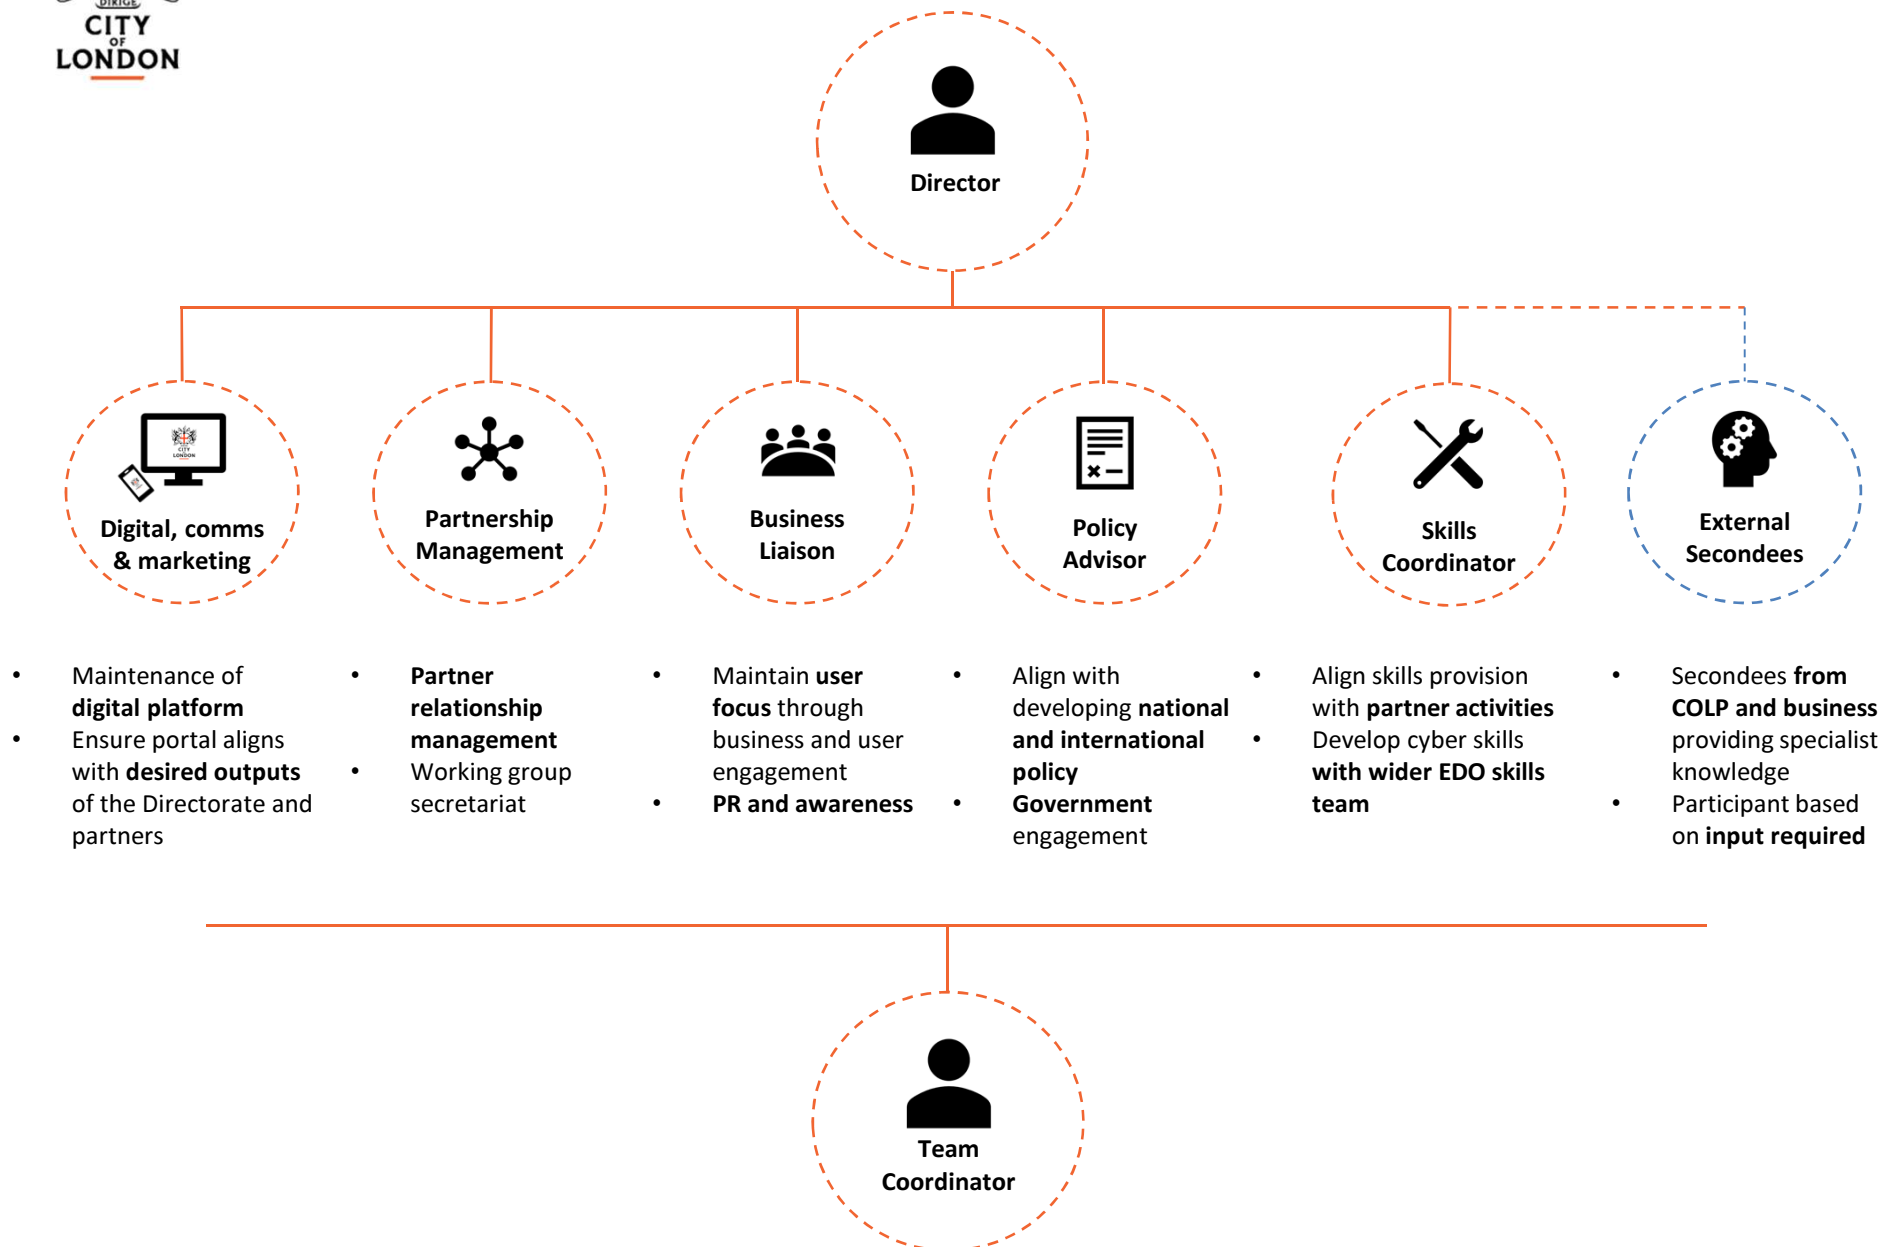 DIRIGE
CITY
OF
LONDON
Director
CITY
LONDON
Digital, comms
& marketing
Partnership
Management
Business
Liaison
Policy
Advisor
Skills
Coordinator
External
Secondees
• Maintenance of
digital platform
• Ensure portal aligns
with desired outputs
of the Directorate and
partners
• Partner
relationship
management
• Working group
secretariat
• Maintain user
focus through
business and user
engagement
• PR and awareness
• Align with
developing national
and international
policy
• Government
engagement
• Align skills provision
with partner activities
• Develop cyber skills
with wider EDO skills
team
• Secondees from
COLP and business
providing specialist
knowledge
• Participant based
on input required
Team
Coordinator